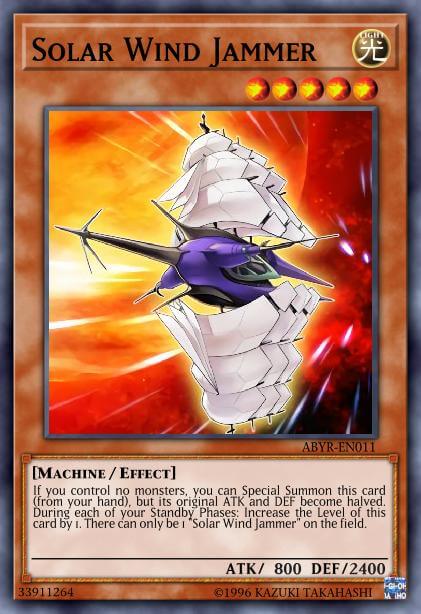 SOLAR WIND JAMMER
LIGHT
光
ABYR-EN011
[MACHINE / EFFECT]
If you control no monsters, you can Special Summon this card
(from your hand), but its original ATK and DEF become halved.
During each of your Standby Phases: Increase the Level of this
card by 1. There can only be 1 "Solar Wind Jammer" on the field.
ATK/ 800 DEF/2400
33911264
©1996 KAZUKI TAKAHASHI